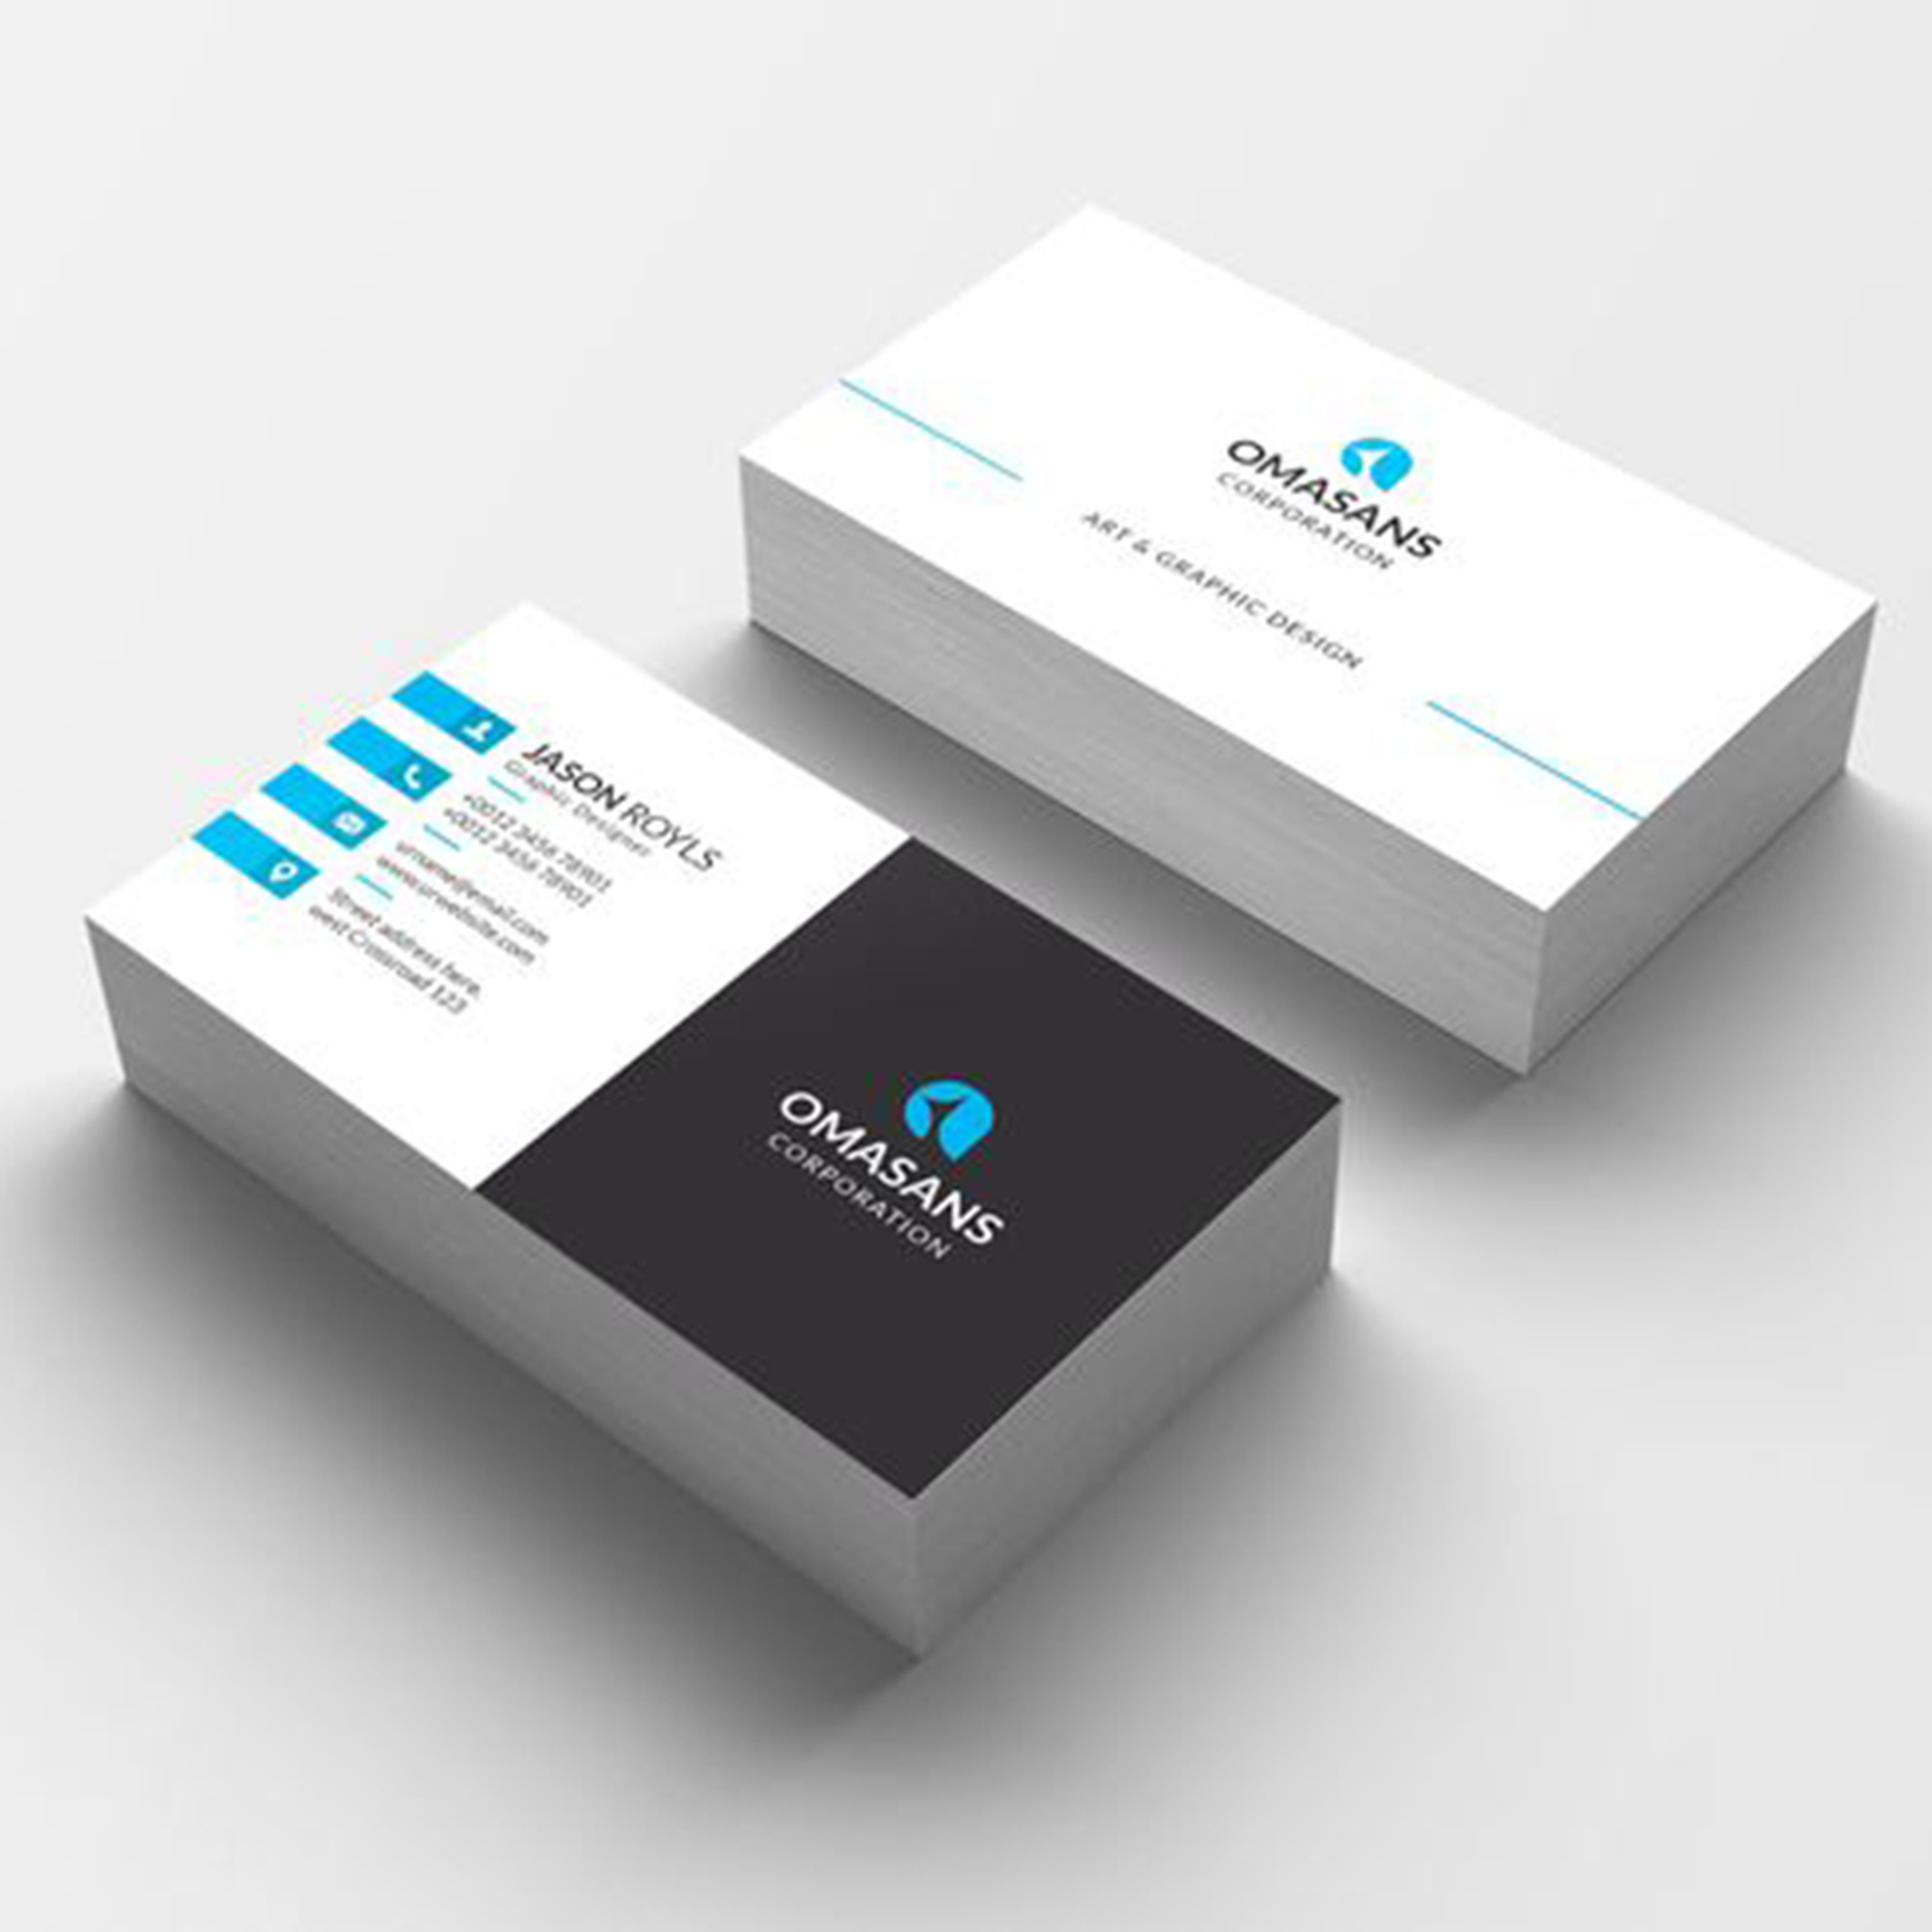 OMASANS
CORPORATION
ART & GRAPHIC DESIGN
JASON ROYLS
Graphic Designer
+0012 3456 78901
+0012 3456 78901
urname@email.com
www.urwebsite.com
Street address here,
west Crossroad 123
OMASANS
CORPORATION